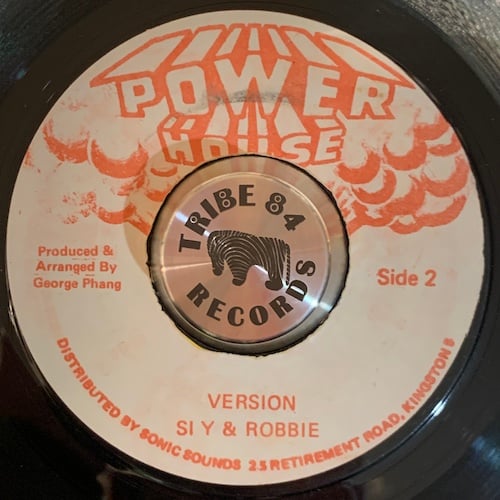 POWER
HOUSE
TRIBE 84
RECORDS
Produced &
Arranged By
George Phang
Side 2
VERSION
SLY & ROBBIE
DISTRIBUTED BY SONIC SOUNDS 25 RETIREMENT ROAD, KINGSTON 5